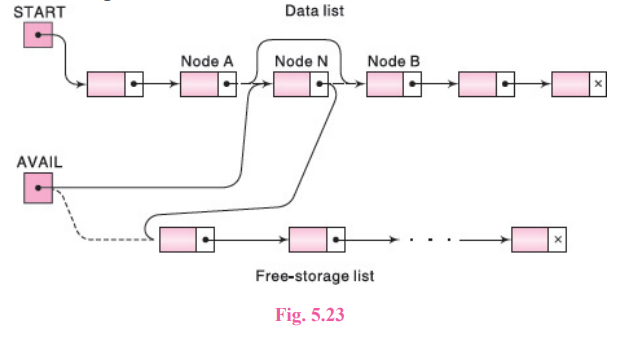 START
Data list
Node A
Node N
Node B
×
AVAIL
. . .
×
Free-storage list
Fig. 5.23